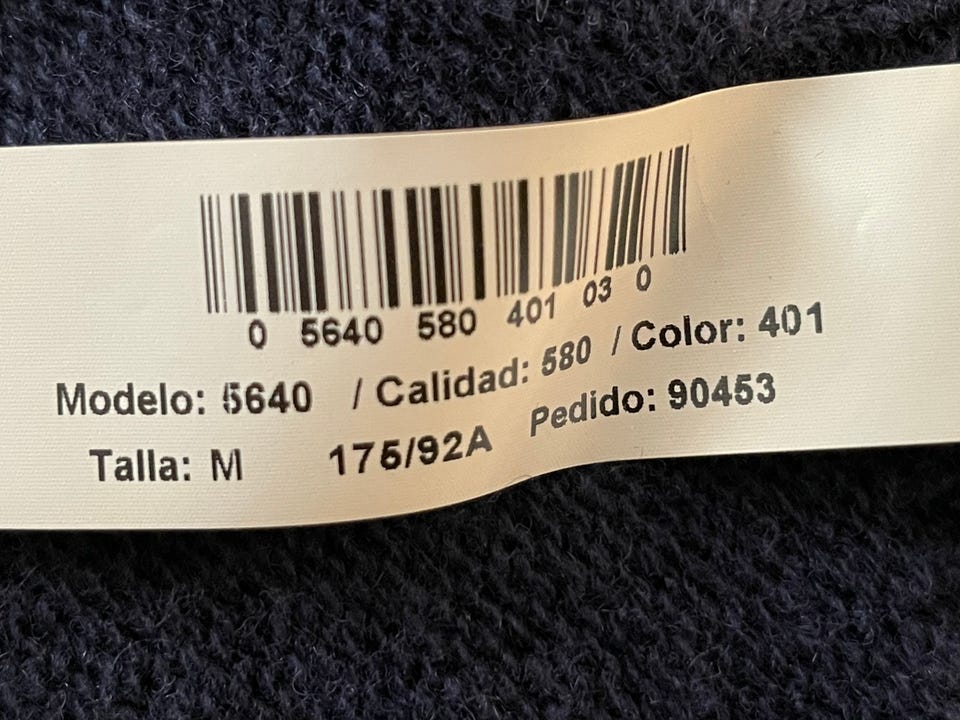 0 5640 580 401 03 0
Modelo: 5640 / Calidad: 580 / Color: 401
Talla: M 175/92A Pedido: 90453